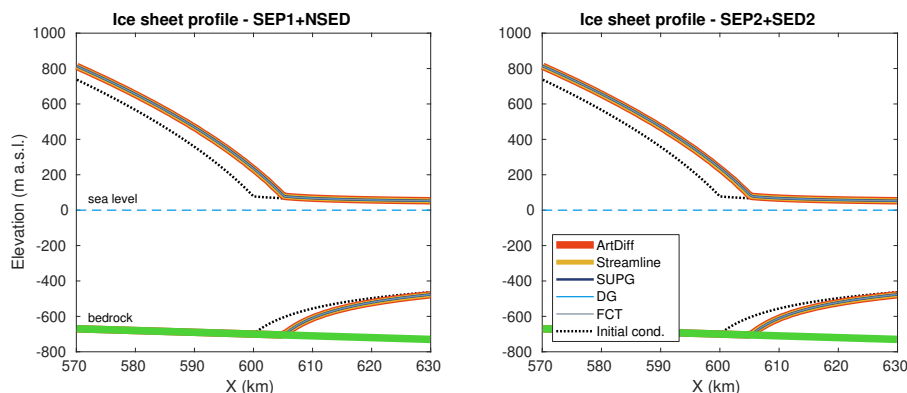 Ice sheet profile - SEP1+NSED
1000
800
600
400
200
0
-200
-400
-600
-800
Elevation (m a.s.l.)
sea level
bedrock
570 580 590 600 610 620 630
X (km)
Ice sheet profile - SEP2+SED2
1000
800
600
400
200
0
-200
-400
-600
-800
ArtDiff
Streamline
SUPG
DG
FCT
Initial cond.
570 580 590 600 610 620 630
X (km)